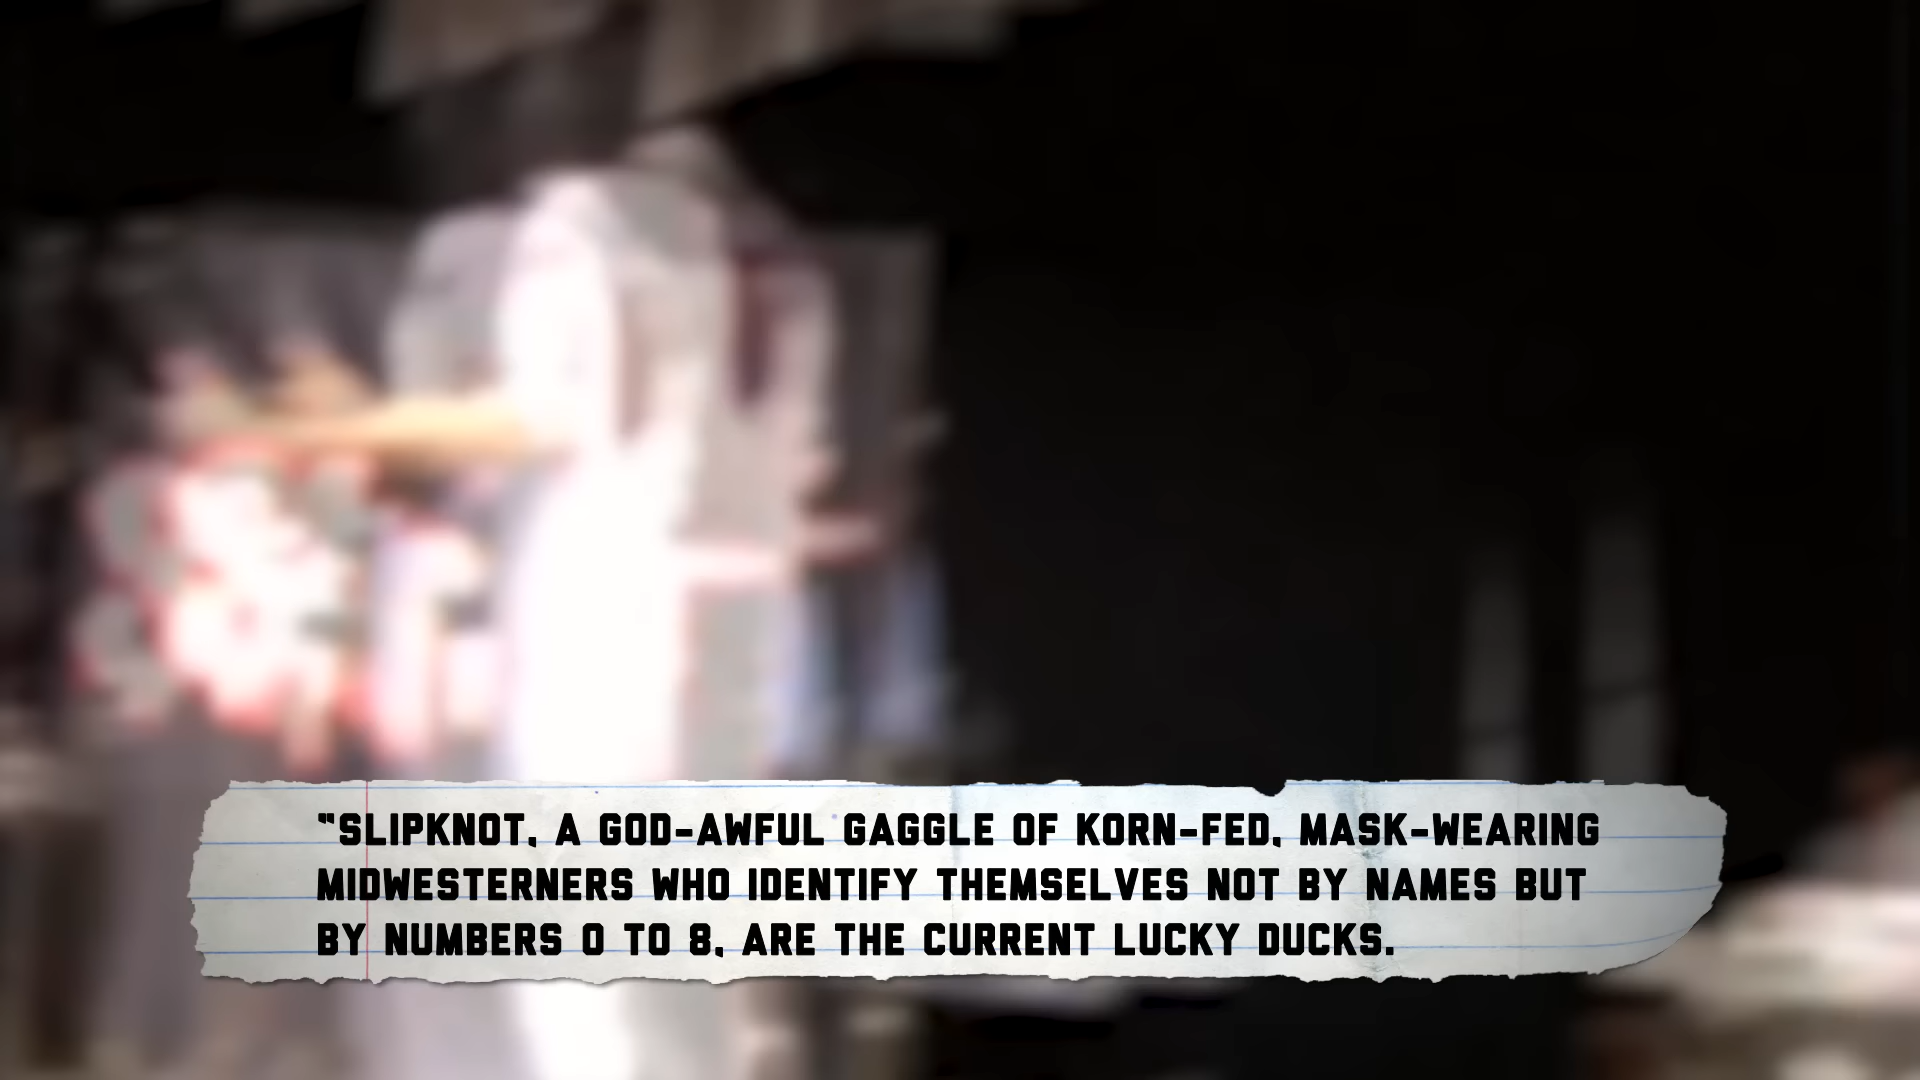 "SLIPKNOT, A GOD-AWFUL GAGGLE OF KORN-FED, MASK-WEARING
MIDWESTERNERS WHO IDENTIFY THEMSELVES NOT BY NAMES BUT
BY NUMBERS 0 TO 8, ARE THE CURRENT LUCKY DUCKS.